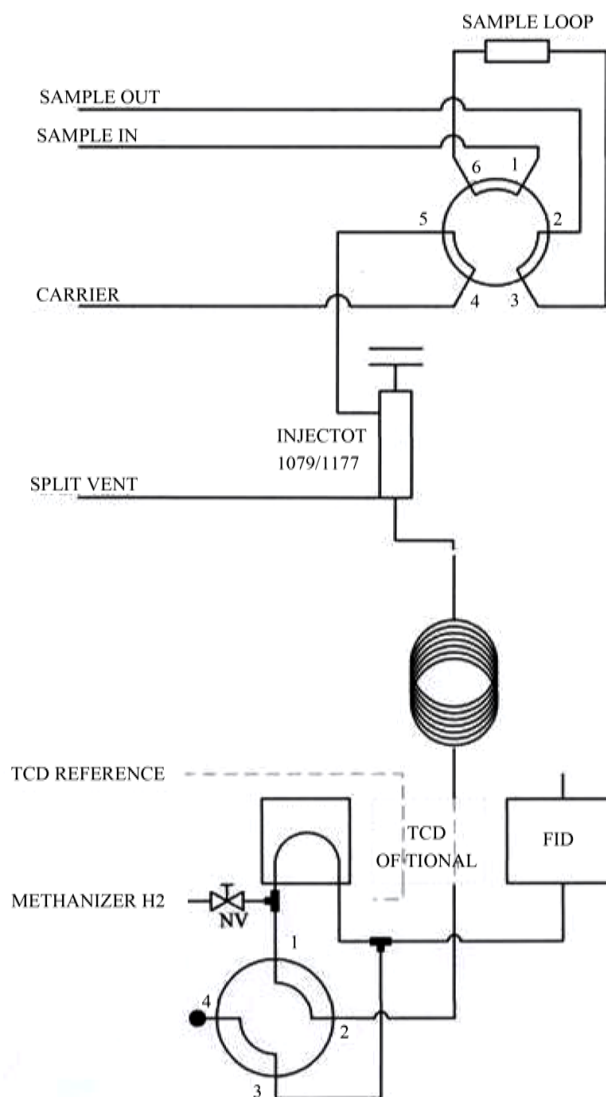 SAMPLE LOOP
SAMPLE OUT
SAMPLE IN
6 1
5 2
CARRIER
4 3
INJECTOT
1079/1177
SPLIT VENT
TCD REFERENCE
TCD
OF TIONAL
FID
METHANIZER H2
NV
1
4
2
3